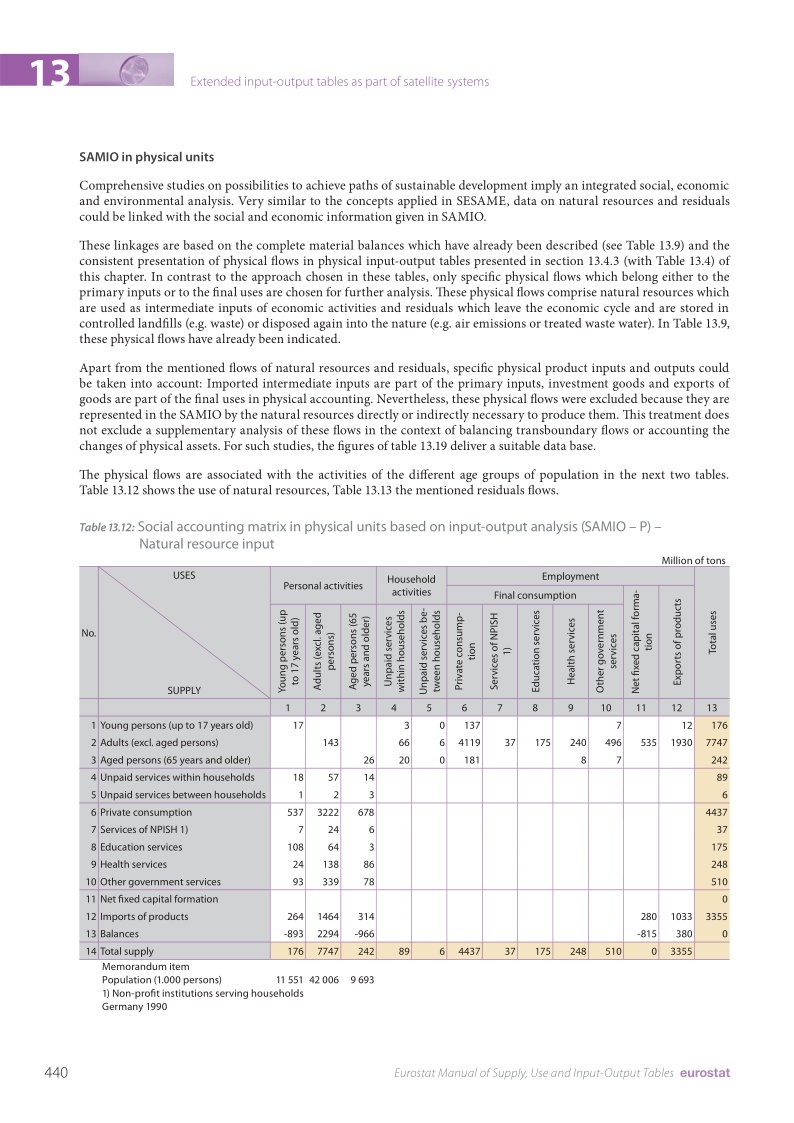 13
Extended input-output tables as part of satellite systems
SAMIO in physical units
Comprehensive studies on possibilities to achieve paths of sustainable development imply an integrated social, economic
and environmental analysis. Very similar to the concepts applied in SESAME, data on natural resources and residuals
could be linked with the social and economic information given in SAMIO.
These linkages are based on the complete material balances which have already been described (see Table 13.9) and the
consistent presentation of physical flows in physical input-output tables presented in section 13.4.3 (with Table 13.4) of
this chapter. In contrast to the approach chosen in these tables, only specific physical flows which belong either to the
primary inputs or to the final uses are chosen for further analysis. These physical flows comprise natural resources which
are used as intermediate inputs of economic activities and residuals which leave the economic cycle and are stored in
controlled landfills (e.g. waste) or disposed again into the nature (e.g. air emissions or treated waste water). In Table 13.9,
these physical flows have already been indicated.
Apart from the mentioned flows of natural resources and residuals, specific physical product inputs and outputs could
be taken into account: Imported intermediate inputs are part of the primary inputs, investment goods and exports of
goods are part of the final uses in physical accounting. Nevertheless, these physical flows were excluded because they are
represented in the SAMIO by the natural resources directly or indirectly necessary to produce them. This treatment does
not exclude a supplementary analysis of these flows in the context of balancing transboundary flows or accounting the
changes of physical assets. For such studies, the figures of table 13.19 deliver a suitable data base.
The physical flows are associated with the activities of the different age groups of population in the next two tables.
Table 13.12 shows the use of natural resources, Table 13.13 the mentioned residuals flows.
Table 13.12: Social accounting matrix in physical units based on input-output analysis (SAMIO – P) –
Natural resource input
Million of tons
No.
USES
SUPPLY
Personal activities
Household
activities
Employment
Final consumption
Young persons (up
to 17 years old)
Adults (excl. aged
persons)
Aged persons (65
years and older)
Unpaid services
within households
Unpaid services be-
tween households
Private consump-
tion
Services of NPISH
1)
Education services
Health services
Other government
services
Net fixed capital forma-
tion
Exports of products
Total uses
1 2 3 4 5 6 7 8 9 10 11 12 13
1 Young persons (up to 17 years old) 17 3 0 137 7 12 176
2 Adults (excl. aged persons) 143 66 6 4119 37 175 240 496 535 1930 7747
3 Aged persons (65 years and older) 26 20 0 181 8 7 242
4 Unpaid services within households 18 57 14 89
5 Unpaid services between households 1 2 3 6
6 Private consumption 537 3222 678 4437
7 Services of NPISH 1) 7 24 6 37
8 Education services 108 64 3 175
9 Health services 24 138 86 248
10 Other government services 93 339 78 510
11 Net fixed capital formation 0
12 Imports of products 264 1464 314 280 1033 3355
13 Balances -893 2294 -966 -815 380 0
14 Total supply 176 7747 242 89 6 4437 37 175 248 510 0 3355
Memorandum item
Population (1.000 persons) 11 551 42 006 9 693
1) Non-profit institutions serving households
Germany 1990
440
Eurostat Manual of Supply, Use and Input-Output Tables eurostat